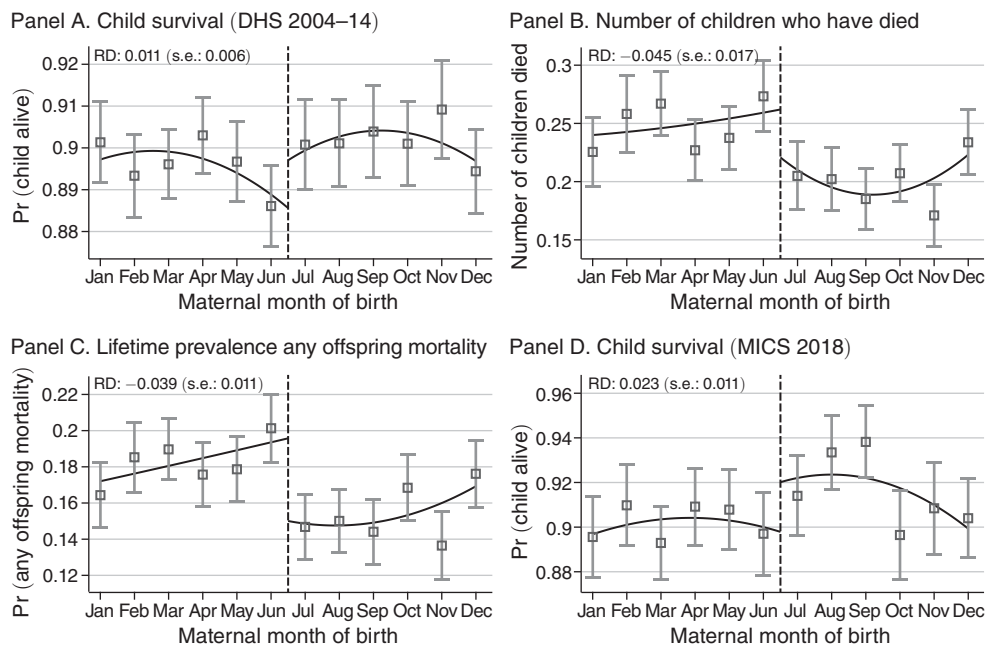 Panel A. Child survival (DHS 2004–14)
RD: 0.011 (s.e.: 0.006)
Pr (child alive)
0.92
0.91
0.9
0.89
0.88
Jan Feb Mar Apr May Jun Jul Aug Sep Oct Nov Dec
Maternal month of birth
Panel B. Number of children who have died
RD: −0.045 (s.e.: 0.017)
Number of children died
0.3
0.25
0.2
0.15
Jan Feb Mar Apr May Jun Jul Aug Sep Oct Nov Dec
Maternal month of birth
Panel C. Lifetime prevalence any offspring mortality
RD: −0.039 (s.e.: 0.011)
Pr (any offspring mortality)
0.22
0.2
0.18
0.16
0.14
0.12
Jan Feb Mar Apr May Jun Jul Aug Sep Oct Nov Dec
Maternal month of birth
Panel D. Child survival (MICS 2018)
RD: 0.023 (s.e.: 0.011)
Pr (child alive)
0.96
0.94
0.92
0.90
0.88
Jan Feb Mar Apr May Jun Jul Aug Sep Oct Nov Dec
Maternal month of birth